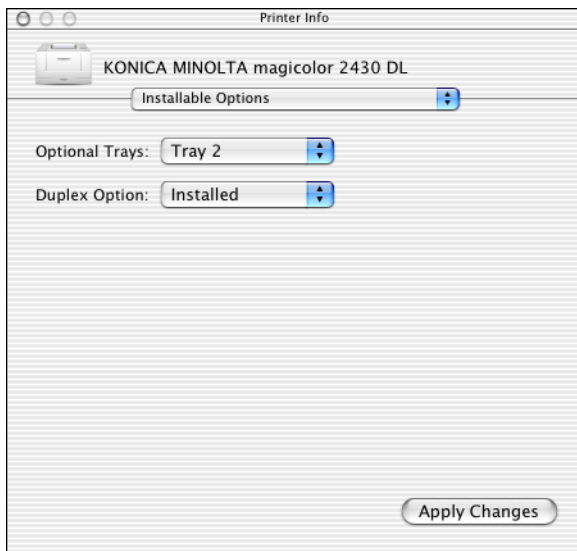 Printer Info
KONICA MINOLTA magicolor 2430 DL
Installable Options
Optional Trays: Tray 2
Duplex Option: Installed
Apply Changes